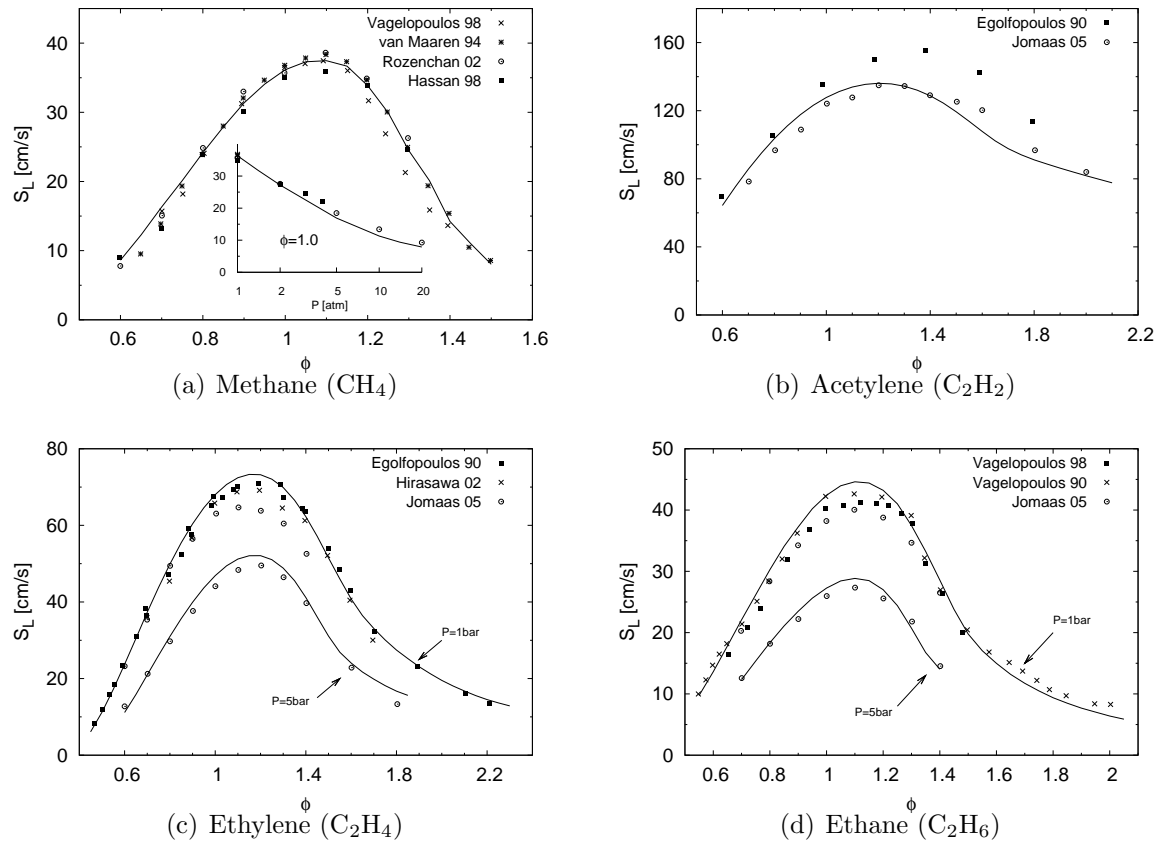 Vagelopoulos 98
van Maaren 94
Rozenchan 02
Hassan 98
S_L [cm/s]
40
30
20
10
0
30
20
10
0
ϕ=1.0
1 2 5 10 20
P [atm]
0.6 0.8 1.0 1.2 1.4 1.6
ϕ
(a) Methane (CH₄)
Egolfopoulos 90
Jomaas 05
S_L [cm/s]
160
120
80
40
0
0.6 1 1.4 1.8 2.2
ϕ
(b) Acetylene (C₂H₂)
Egolfopoulos 90
Hirasawa 02
Jomaas 05
S_L [cm/s]
80
60
40
20
0
P=1bar
P=5bar
0.6 1 1.4 1.8 2.2
ϕ
(c) Ethylene (C₂H₄)
Vagelopoulos 98
Vagelopoulos 90
Jomaas 05
S_L [cm/s]
50
40
30
20
10
0
P=1bar
P=5bar
0.6 0.8 1 1.2 1.4 1.6 1.8 2
ϕ
(d) Ethane (C₂H₆)